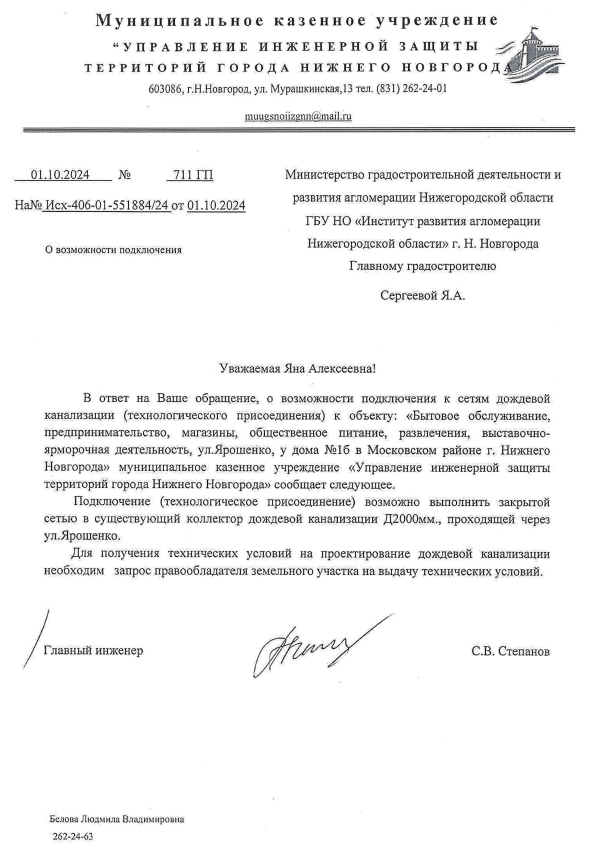 Муниципальное казенное учреждение
“УПРАВЛЕНИЕ ИНЖЕНЕРНОЙ ЗАЩИТЫ
ТЕРРИТОРИЙ ГОРОДА НИЖНЕГО НОВГОРОДА
603086, г.Н.Новгород, ул. Мурашкинская,13 тел. (831) 262-24-01
muugsnoiizgnn@mail.ru
01.10.2024 № 711 ГП
На№ Исх-406-01-551884/24 от 01.10.2024
О возможности подключения
Министерство градостроительной деятельности и
развития агломерации Нижегородской области
ГБУ НО «Институт развития агломерации
Нижегородской области» г. Н. Новгорода
Главному градостроителю
Сергеевой Я.А.
Уважаемая Яна Алексеевна!
В ответ на Ваше обращение, о возможности подключения к сетям дождевой
канализации (технологического присоединения) к объекту: «Бытовое обслуживание,
предпринимательство, магазины, общественное питание, развлечения, выставочно-
ярморочная деятельность, ул.Ярошенко, у дома №1б в Московском районе г. Нижнего
Новгорода» муниципальное казенное учреждение «Управление инженерной защиты
территорий города Нижнего Новгорода» сообщает следующее.
Подключение (технологическое присоединение) возможно выполнить закрытой
сетью в существующий коллектор дождевой канализации Д2000мм., проходящей через
ул.Ярошенко.
Для получения технических условий на проектирование дождевой канализации
необходим запрос правообладателя земельного участка на выдачу технических условий.
Главный инженер
С.В. Степанов
Белова Людмила Владимировна
262-24-63